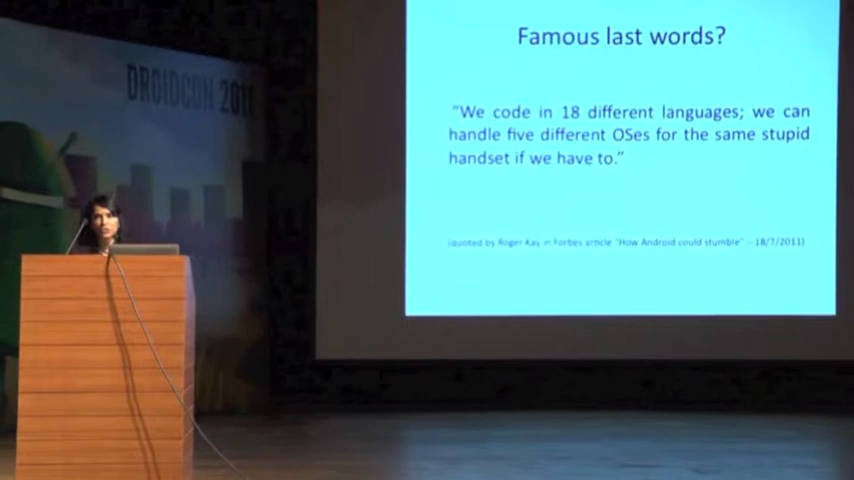 DROIDCON 2011
Famous last words?
"We code in 18 different languages; we can
handle five different OSes for the same stupid
handset if we have to."
(quoted by Roger Kay in Forbes article "How Android could stumble" – 18/7/2011)